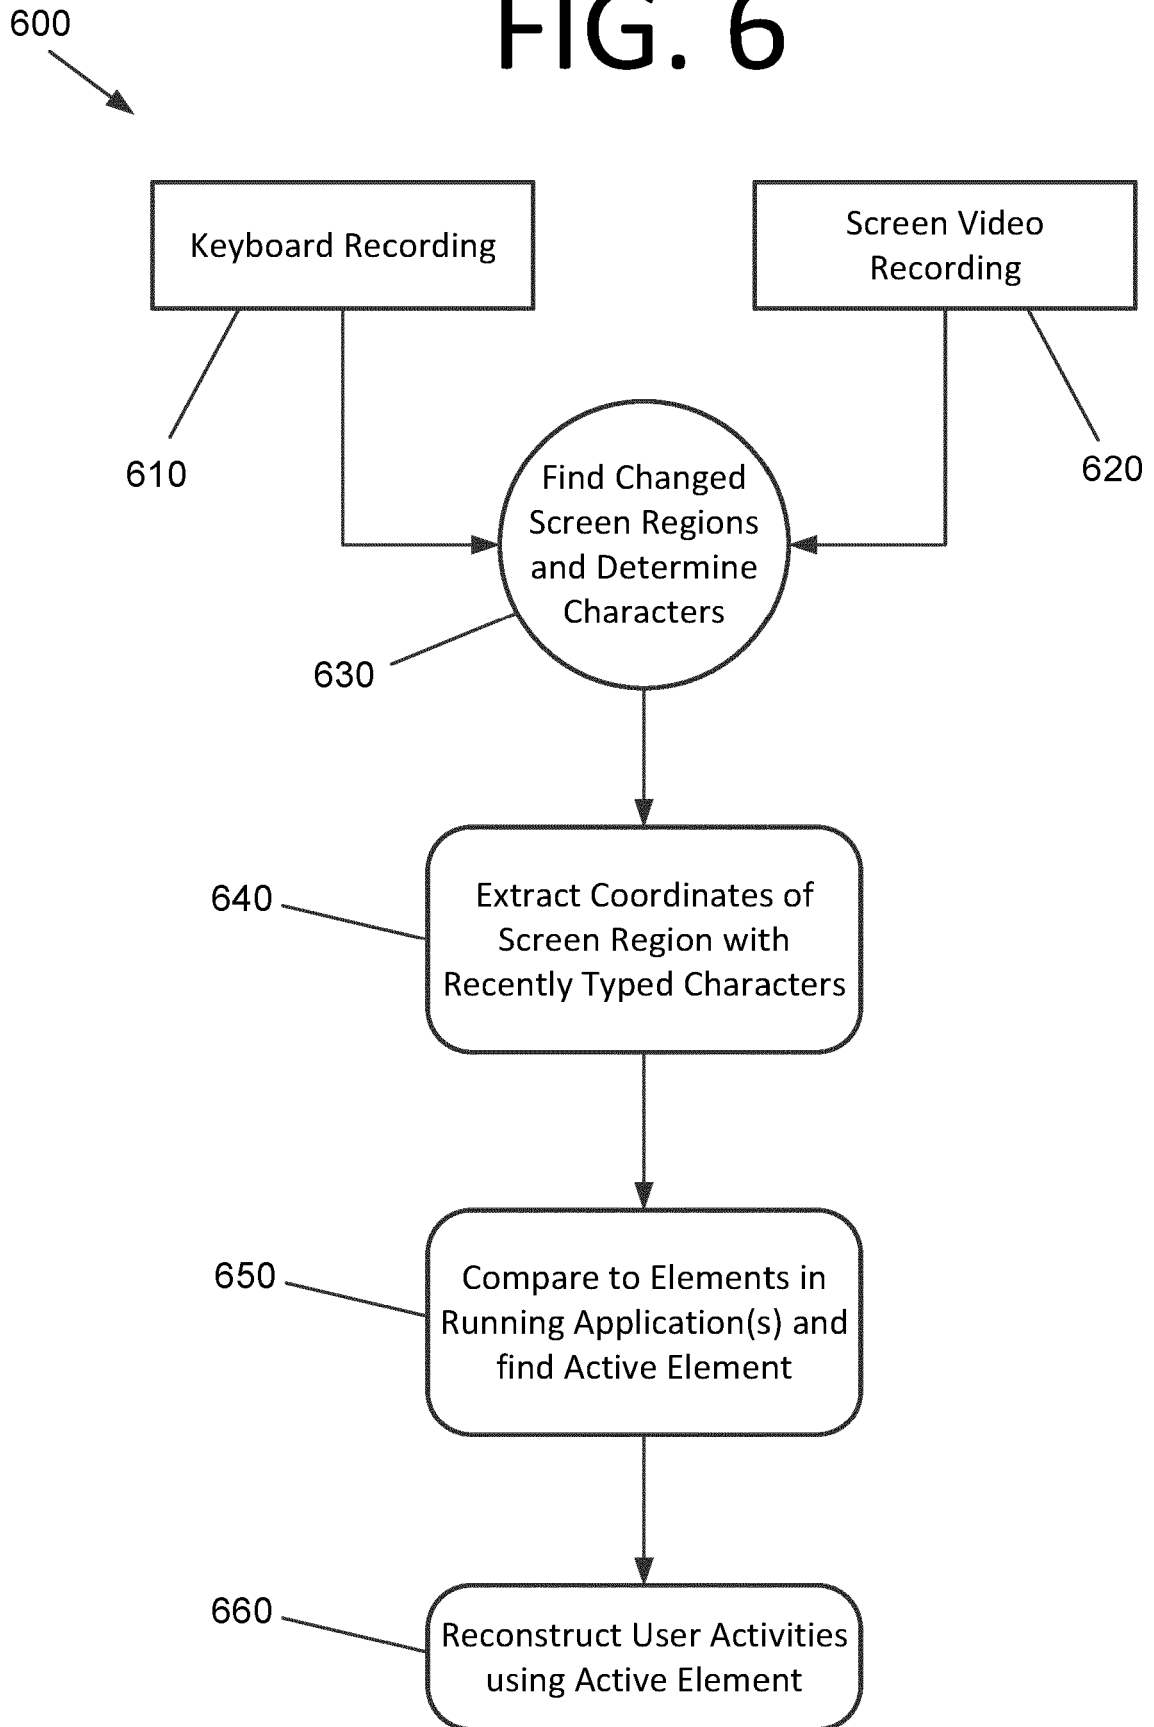 FIG. 6
600
Keyboard Recording
Screen Video
Recording
610
620
Find Changed
Screen Regions
and Determine
Characters
630
640
Extract Coordinates of
Screen Region with
Recently Typed Characters
650
Compare to Elements in
Running Application(s) and
find Active Element
660
Reconstruct User Activities
using Active Element